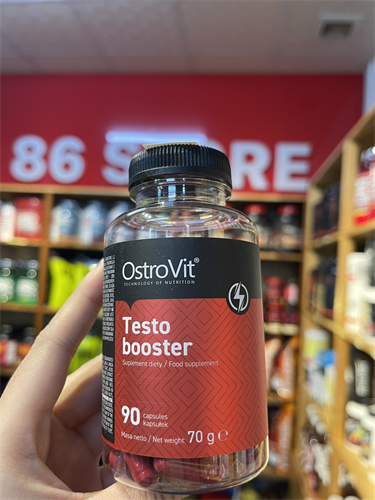 86 STORE
OstroVit®
TECHNOLOGY OF NUTRITION
Testo
booster
Suplement diety / Food supplement
90 capsules
kapsułek
Masa netto / Net weight: 70 g ℮